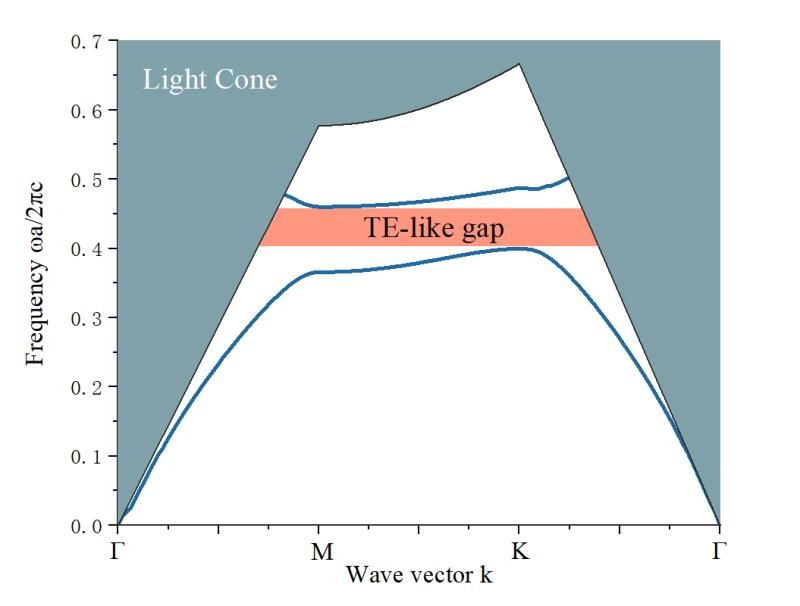 0.7
Light Cone
0.6
0.5
TE-like gap
0.4
0.3
0.2
0.1
0.0
Frequency ωa/2πc
Γ M K Γ
Wave vector k